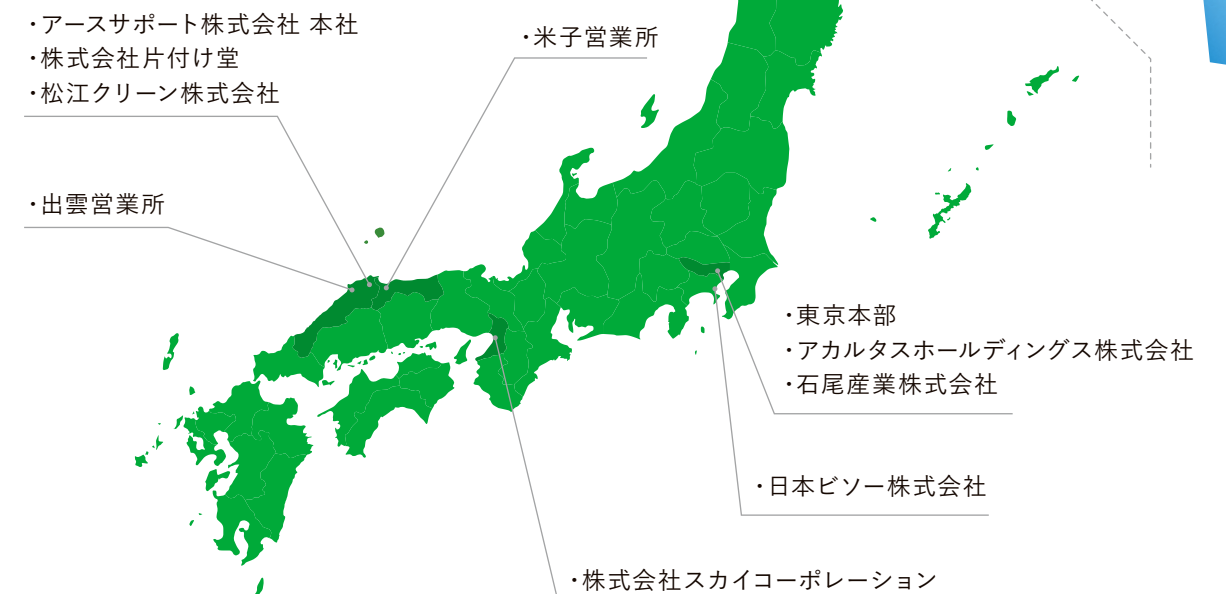 ・アースサポート株式会社 本社
・株式会社片付け堂
・松江クリーン株式会社
・米子営業所
・出雲営業所
・東京本部
・アカルタスホールディングス株式会社
・石尾産業株式会社
・日本ビソー株式会社
・株式会社スカイコーポレーション